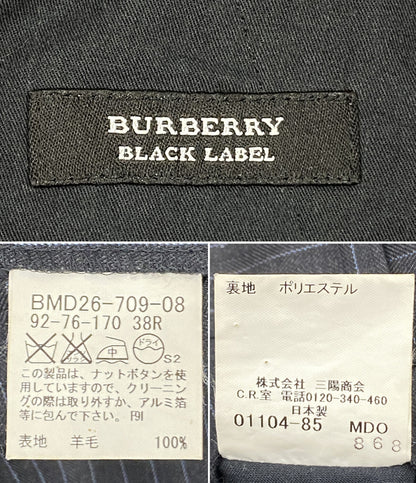 BURBERRY
BLACK LABEL
BMD26-709-08
92-76-170 38R
中
ドライ
S2
この製品は、ナットボタンを使
用していますので、クリーニン
グの際は取り外すか、アルミ箔
等に包んで下さい。F91
表地 羊毛 100%
裏地 ポリエステル
株式会社 三陽商会
C.R.室 電話0120-340-460
日本製
01104-85 MDO
868